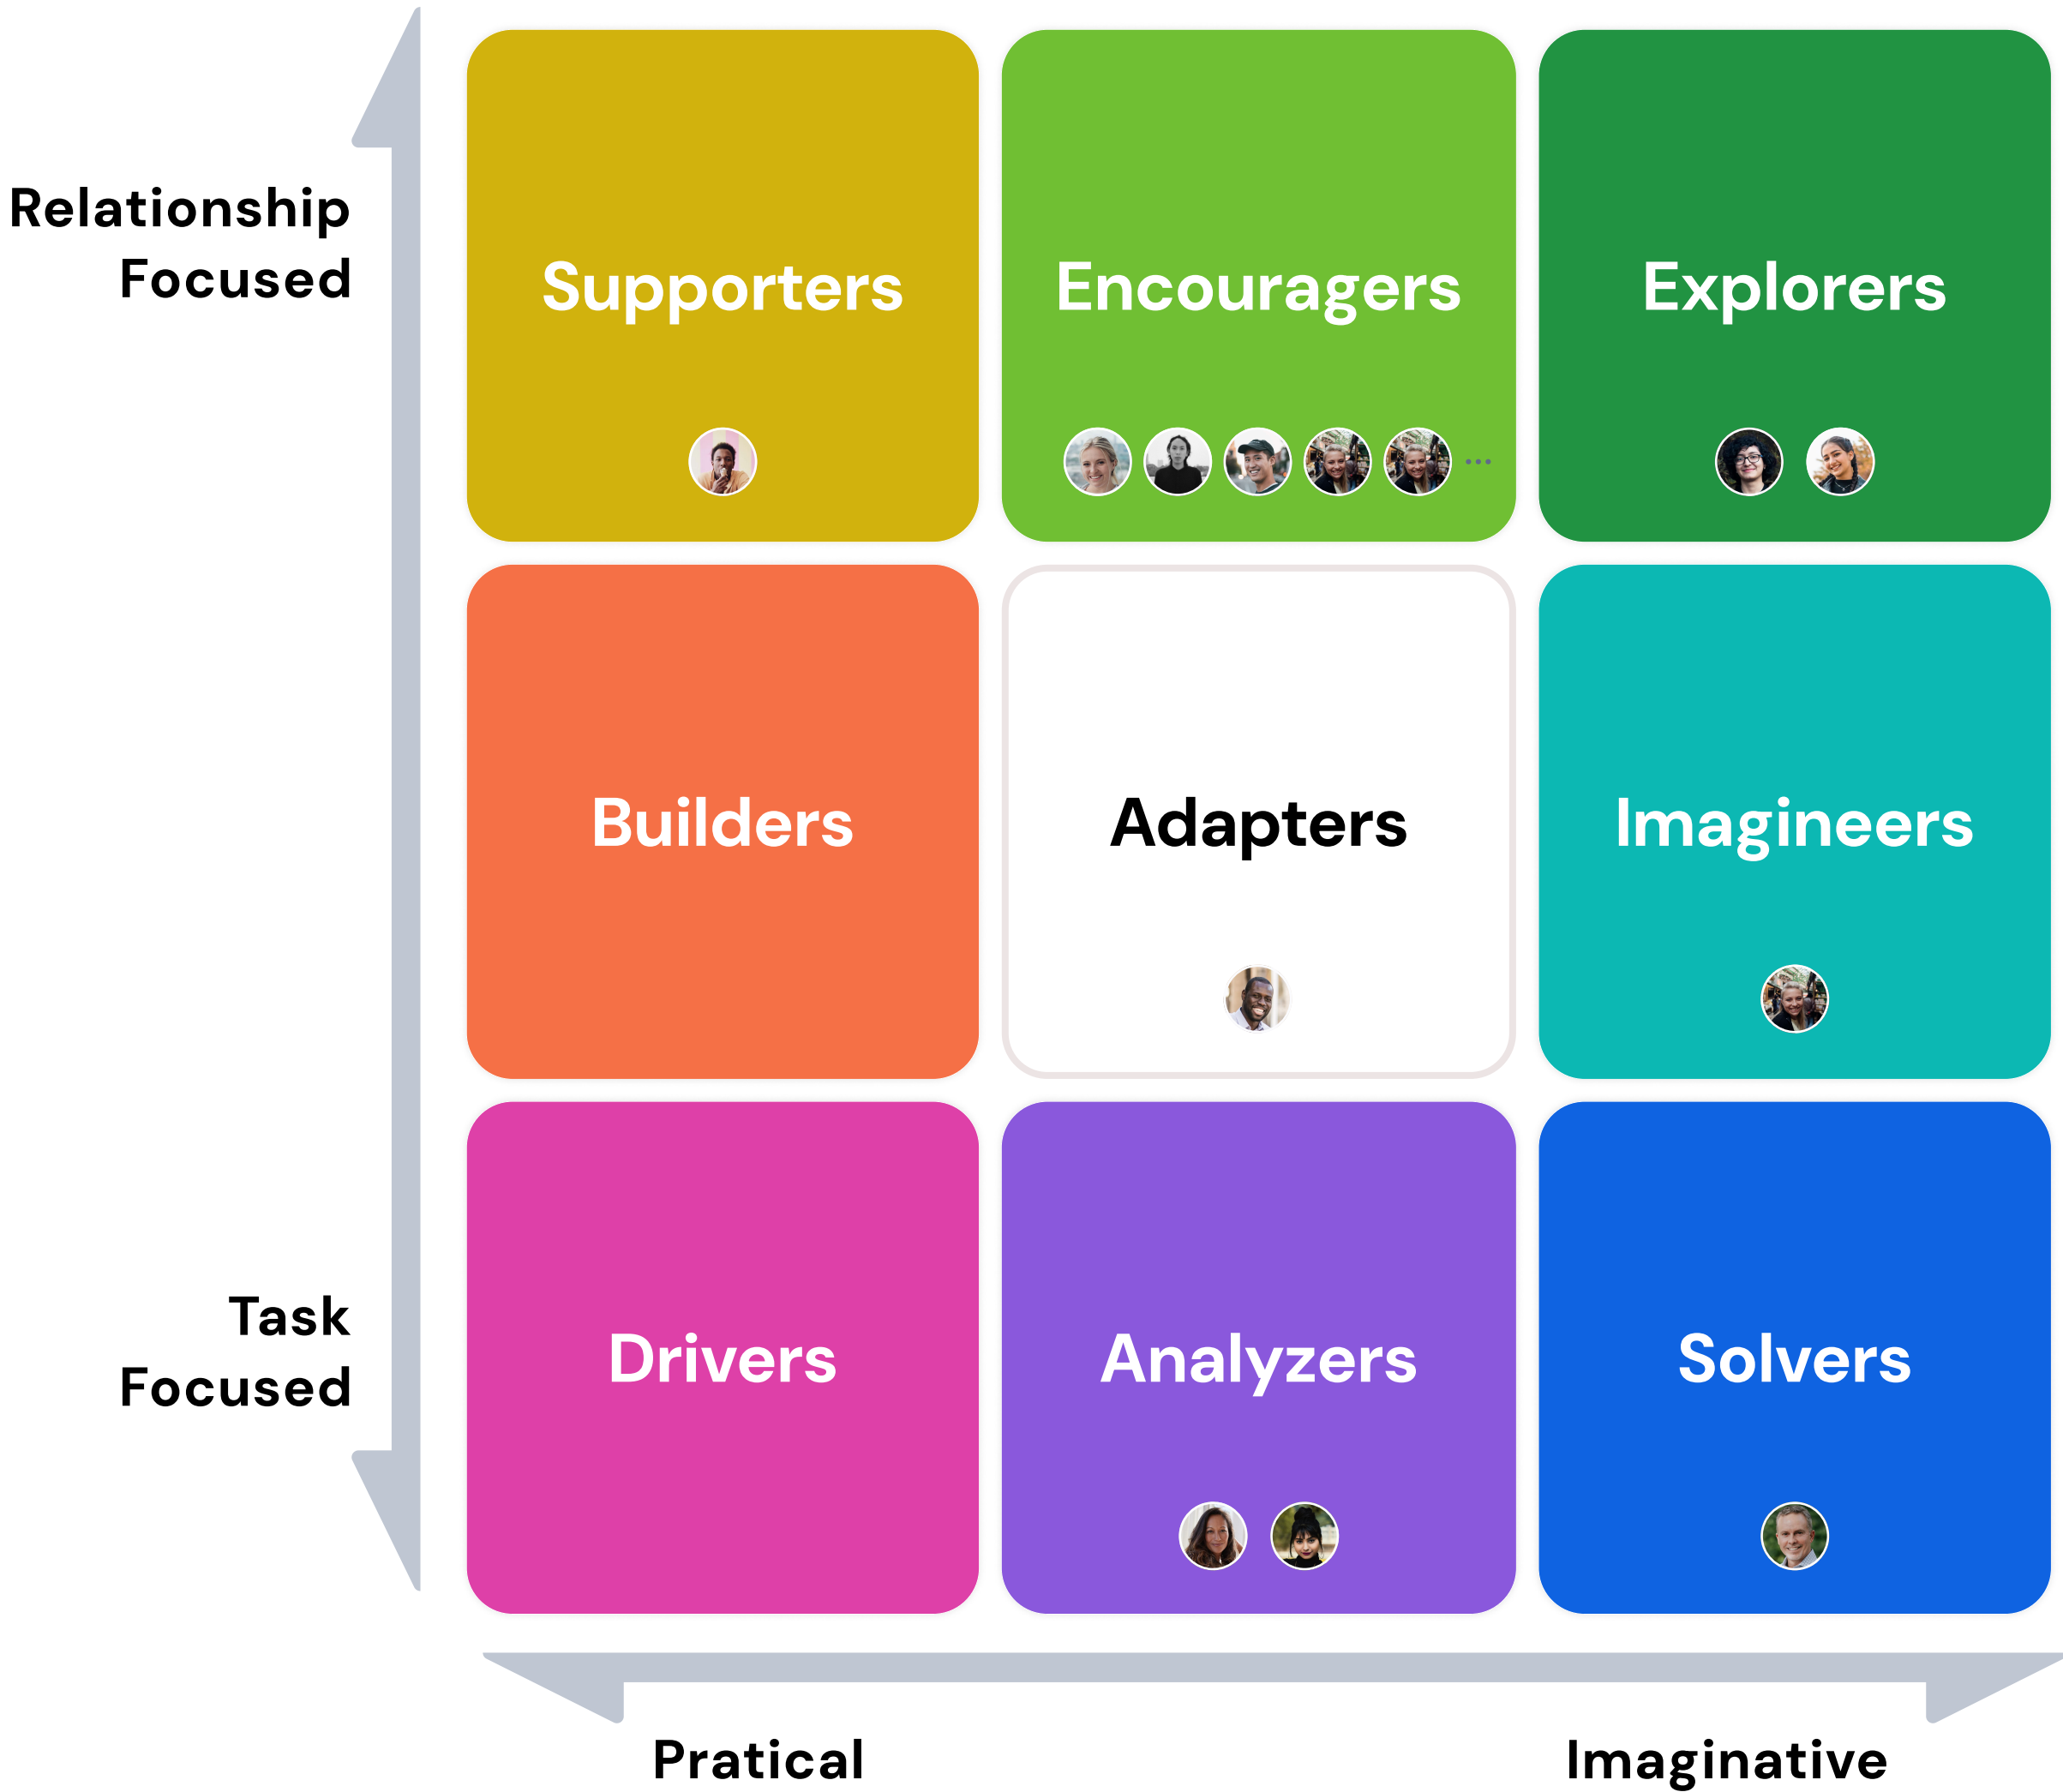 Relationship
Focused
Supporters
Encouragers
Explorers
Builders
Adapters
Imagineers
Task
Focused
Drivers
Analyzers
Solvers
Pratical
Imaginative